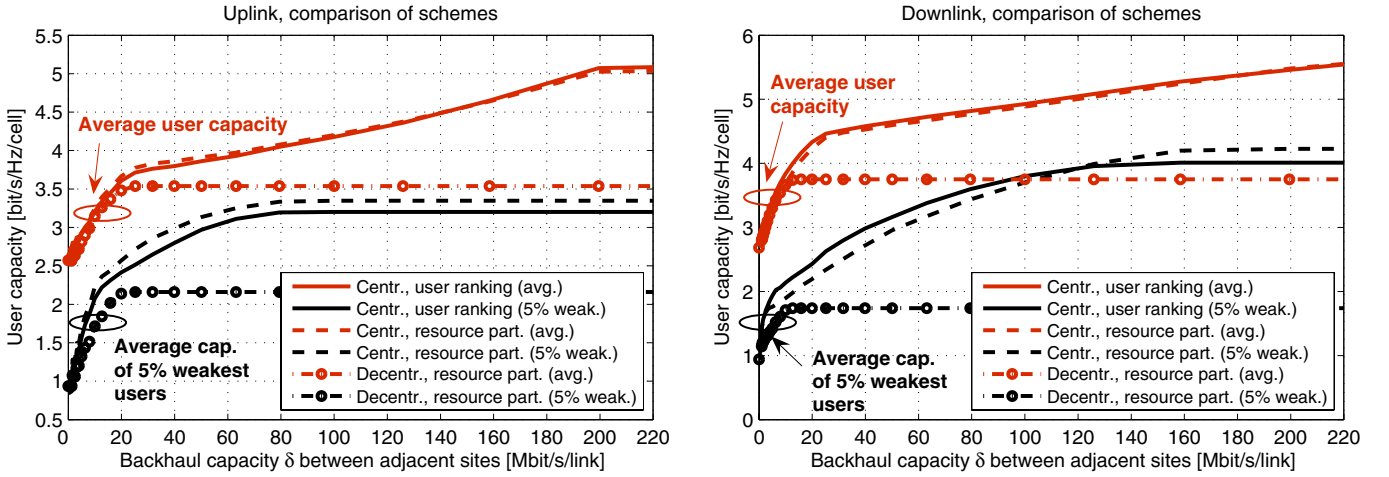 Uplink, comparison of schemes
5.5
5
4.5
4
3.5
3
2.5
2
1.5
1
0.5
User capacity [bit/s/Hz/cell]
Average user capacity
Average cap.
of 5% weakest
users
Centr., user ranking (avg.)
Centr., user ranking (5% weak.)
Centr., resource part. (avg.)
Centr., resource part. (5% weak.)
Decentr., resource part. (avg.)
Decentr., resource part. (5% weak.)
0 20 40 60 80 100 120 140 160 180 200 220
Backhaul capacity δ between adjacent sites [Mbit/s/link]
Downlink, comparison of schemes
6
5
4
3
2
1
0
User capacity [bit/s/Hz/cell]
Average user
capacity
Average cap.
of 5% weakest
users
Centr., user ranking (avg.)
Centr., user ranking (5% weak.)
Centr., resource part. (avg.)
Centr., resource part. (5% weak.)
Decentr., resource part. (avg.)
Decentr., resource part. (5% weak.)
0 20 40 60 80 100 120 140 160 180 200 220
Backhaul capacity δ between adjacent sites [Mbit/s/link]